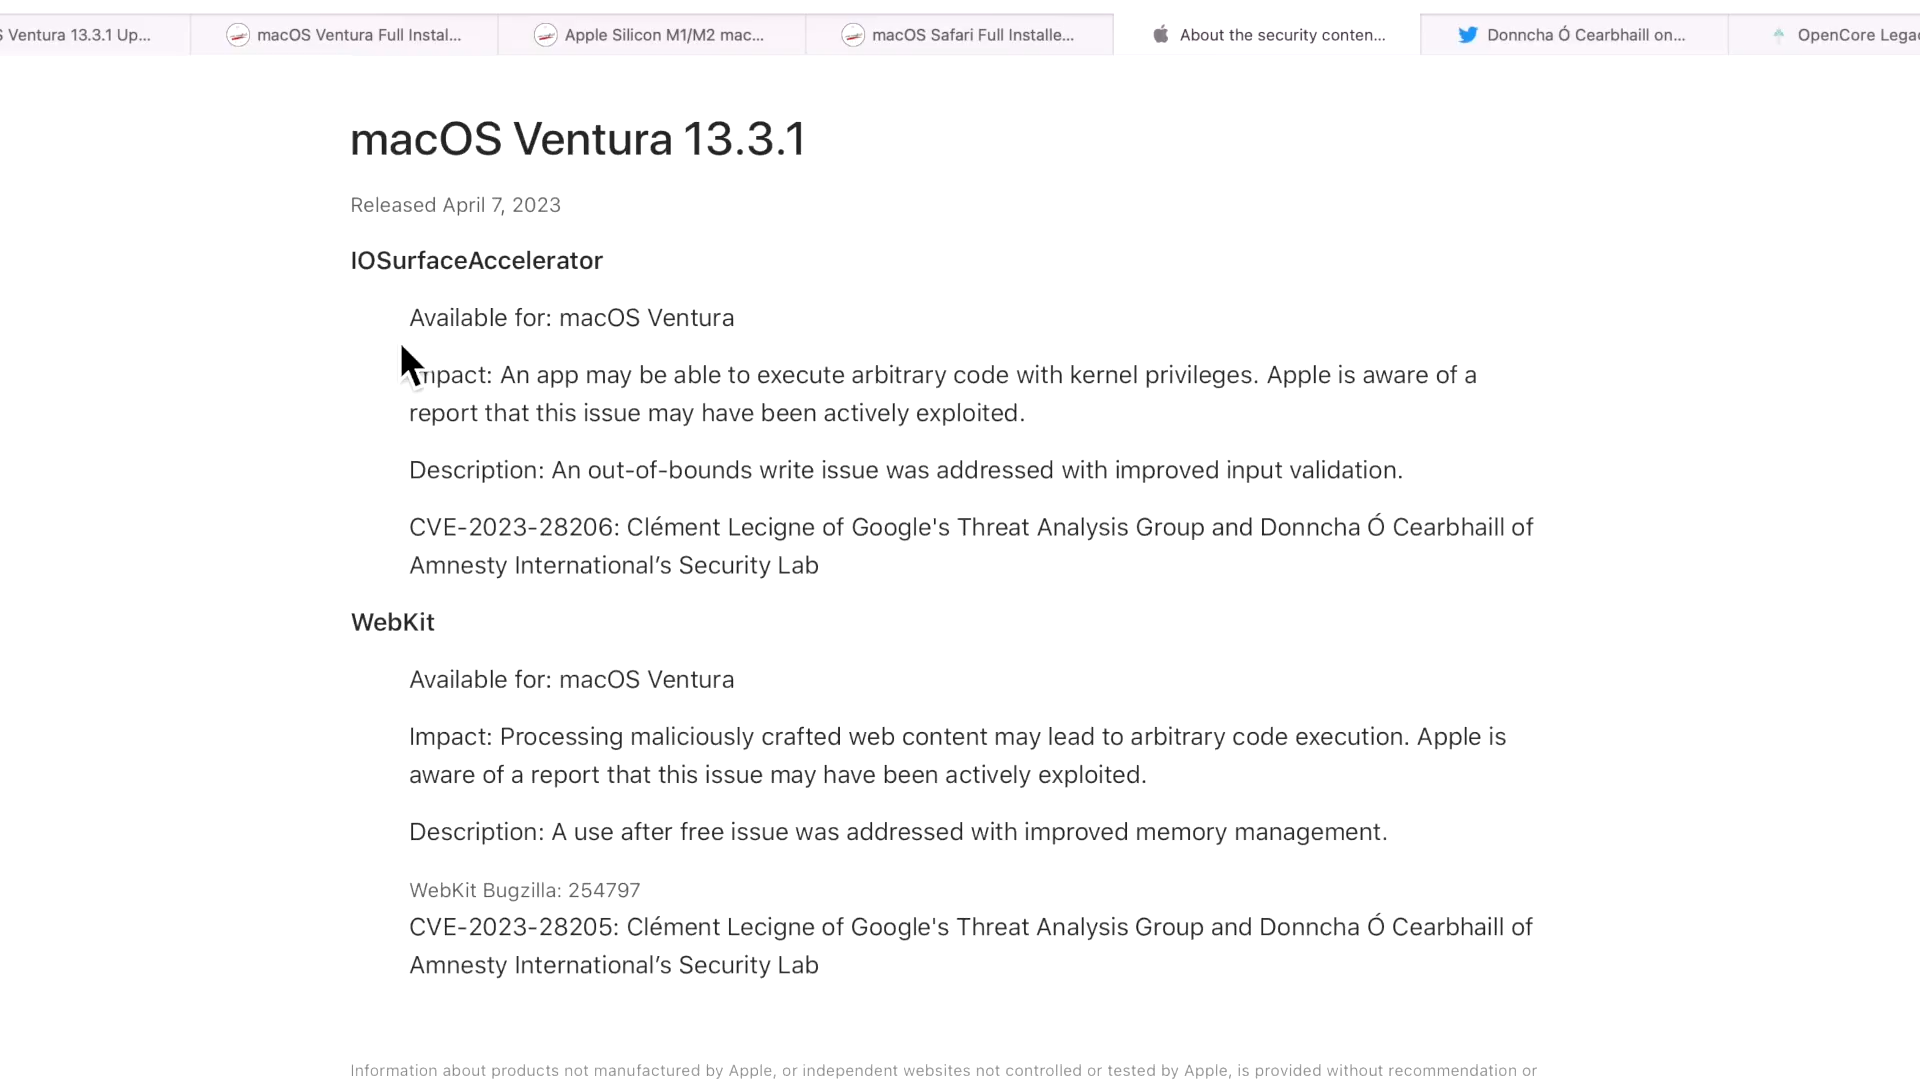 S Ventura 13.3.1 Up...
macOS Ventura Full Instal...
Apple Silicon M1/M2 mac...
macOS Safari Full Installe...
About the security conten...
Donncha Ó Cearbhaill on...
OpenCore Legac
macOS Ventura 13.3.1
Released April 7, 2023
IOSurfaceAccelerator
Available for: macOS Ventura
Impact: An app may be able to execute arbitrary code with kernel privileges. Apple is aware of a
report that this issue may have been actively exploited.
Description: An out-of-bounds write issue was addressed with improved input validation.
CVE-2023-28206: Clément Lecigne of Google's Threat Analysis Group and Donncha Ó Cearbhaill of
Amnesty International’s Security Lab
WebKit
Available for: macOS Ventura
Impact: Processing maliciously crafted web content may lead to arbitrary code execution. Apple is
aware of a report that this issue may have been actively exploited.
Description: A use after free issue was addressed with improved memory management.
WebKit Bugzilla: 254797
CVE-2023-28205: Clément Lecigne of Google's Threat Analysis Group and Donncha Ó Cearbhaill of
Amnesty International’s Security Lab
Information about products not manufactured by Apple, or independent websites not controlled or tested by Apple, is provided without recommendation or